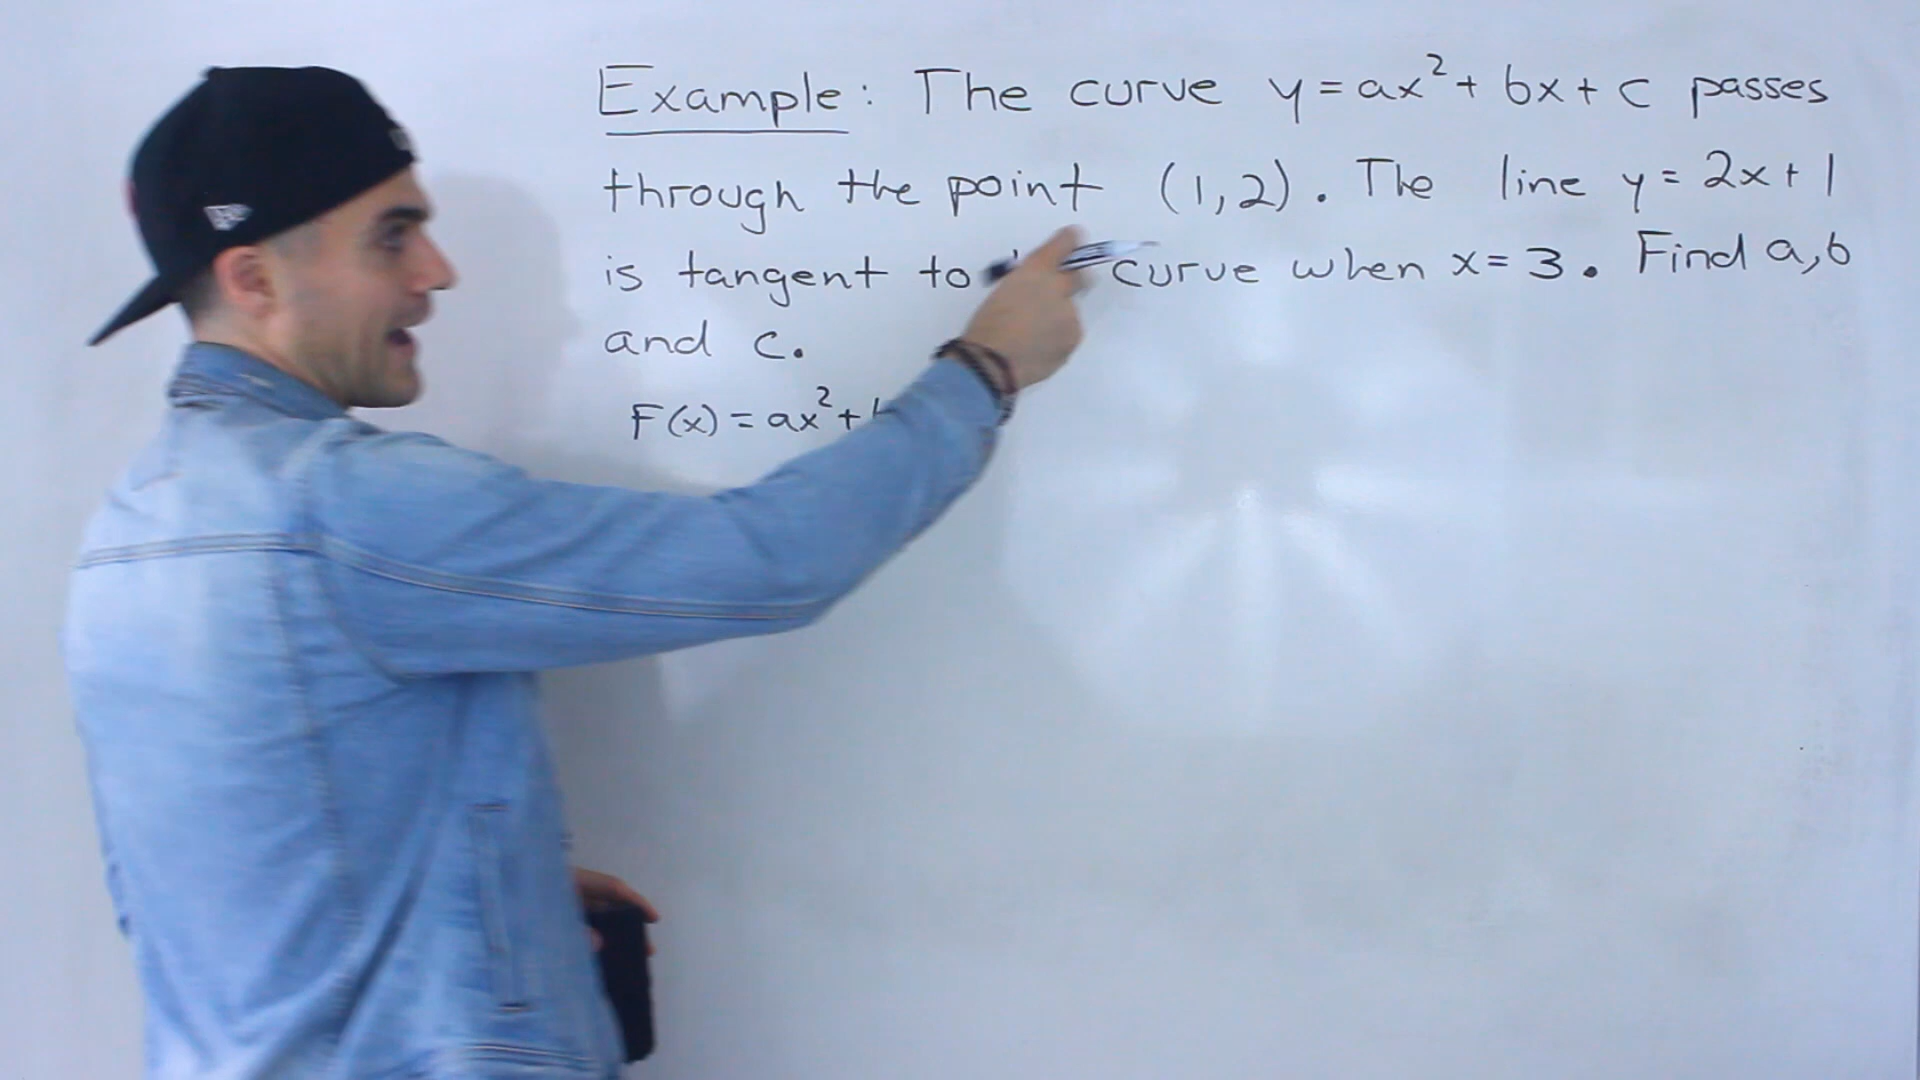 Example: The curve y = ax² + bx + c passes
through the point (1,2). The line y = 2x + 1
is tangent to curve when x = 3. Find a, b
and c.
F(x) = ax² +